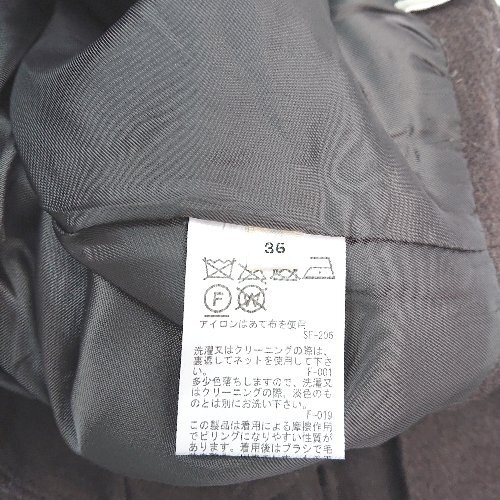 36
F
W
アイロンはあて布を使用
SF-206
洗濯又はクリーニングの際は、
裏返してネットを使用して下さい。
F-001
多少色落ちしますので、洗濯又
はクリーニングの際、淡色のも
のとは別にお洗い下さい。
F-019
この製品は着用による摩擦作用
でピリングになりやすい性質が
あります。着用後はブラシで毛